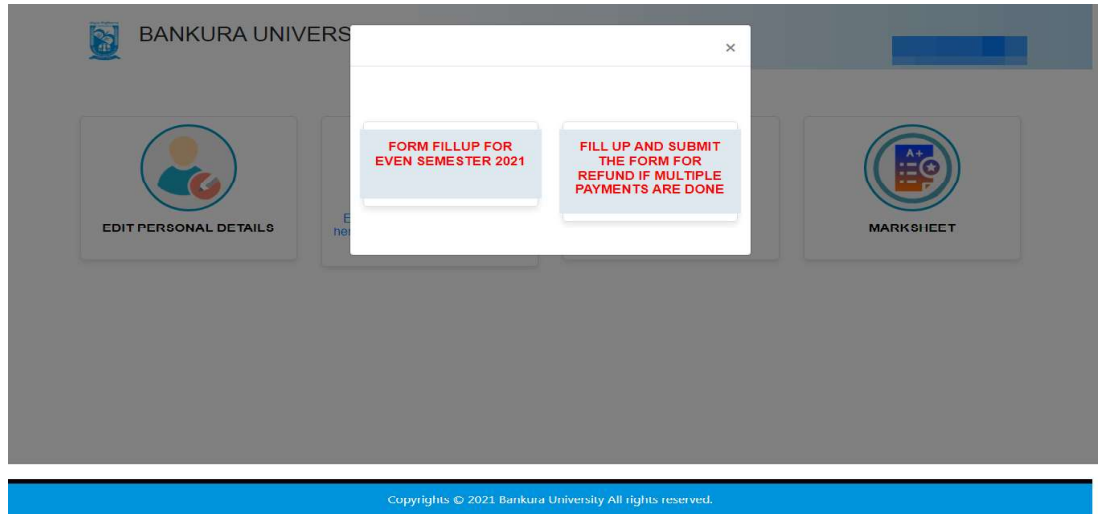 BANKURA UNIVERS
×
FORM FILLUP FOR
EVEN SEMESTER 2021
FILL UP AND SUBMIT
THE FORM FOR
REFUND IF MULTIPLE
PAYMENTS ARE DONE
A+
EDIT PERSONAL DETAILS
E
her
MARKSHEET
Copyrights © 2021 Bankura University All rights reserved.